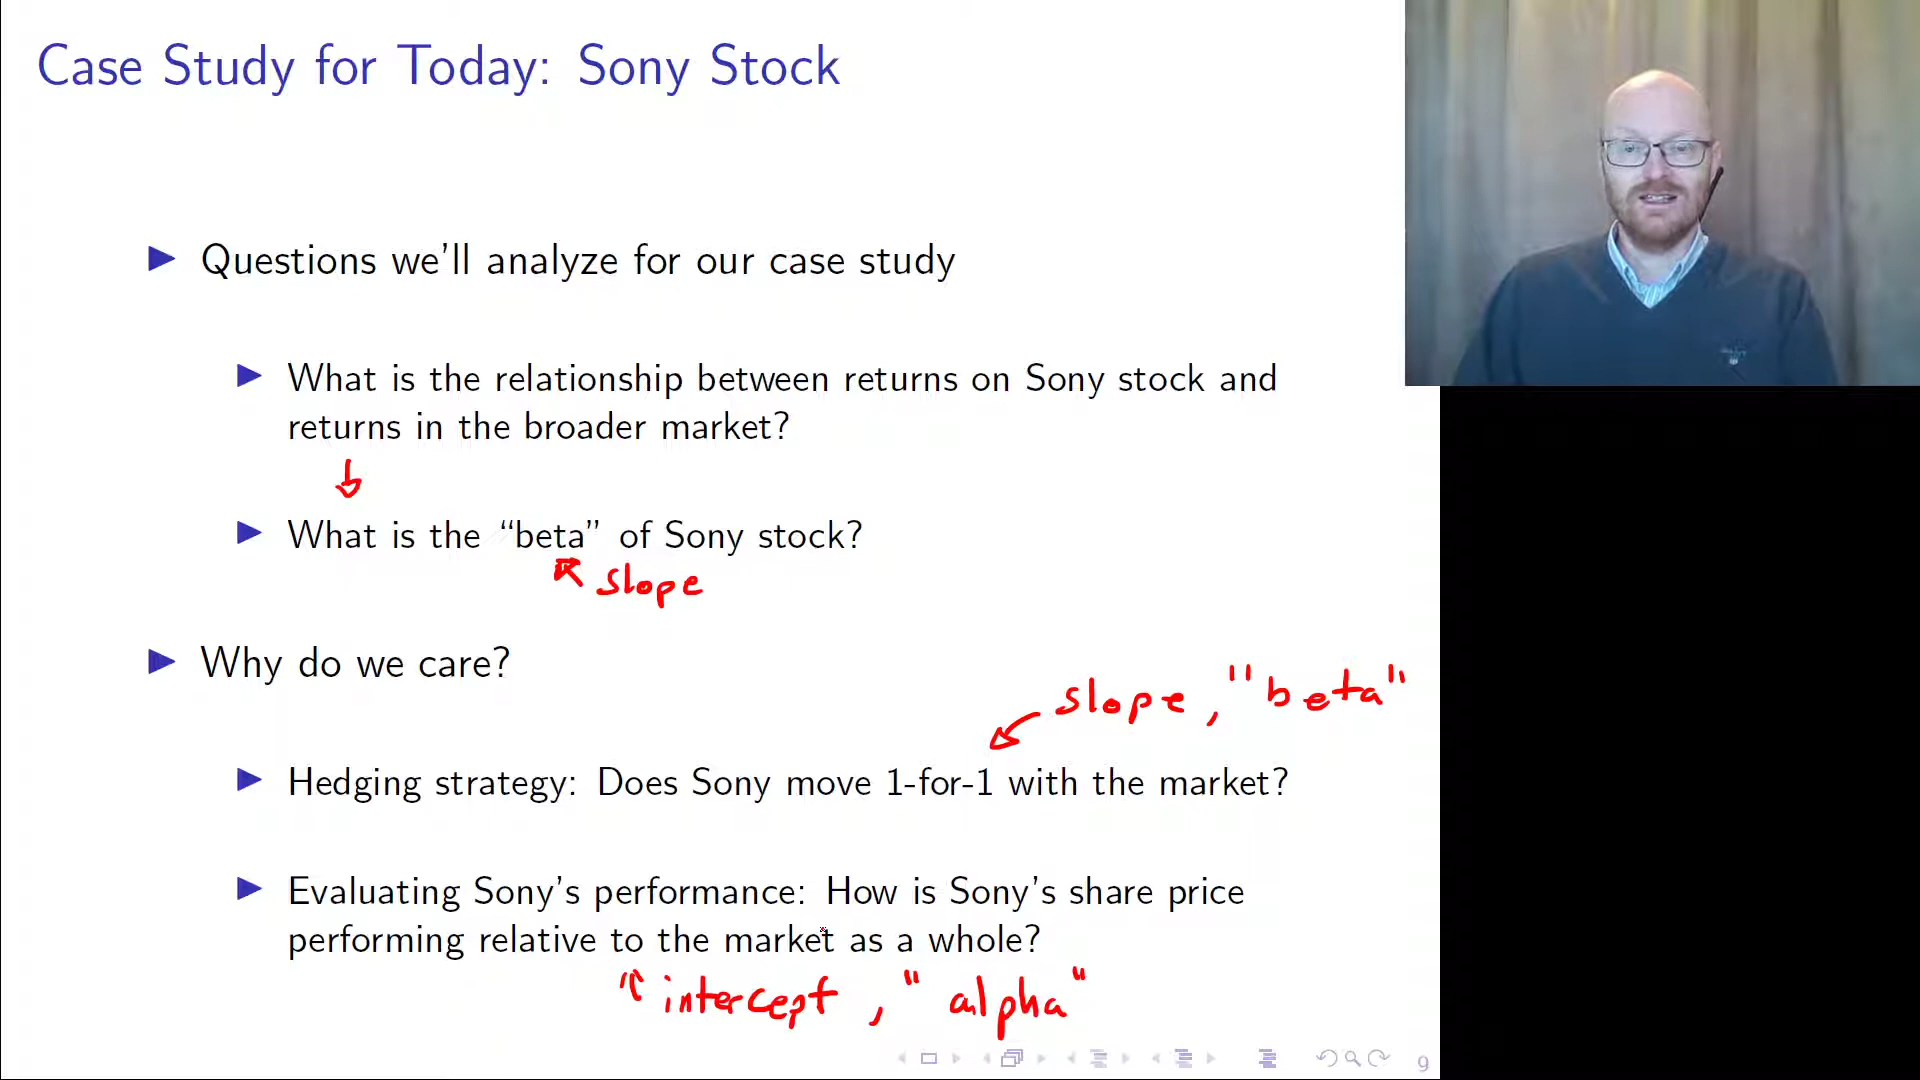 Case Study for Today: Sony Stock
Questions we'll analyze for our case study
What is the relationship between returns on Sony stock and
returns in the broader market?
What is the “beta” of Sony stock?
slope
Why do we care?
slope, "beta"
Hedging strategy: Does Sony move 1-for-1 with the market?
Evaluating Sony's performance: How is Sony's share price
performing relative to the market as a whole?
intercept, "alpha"
9